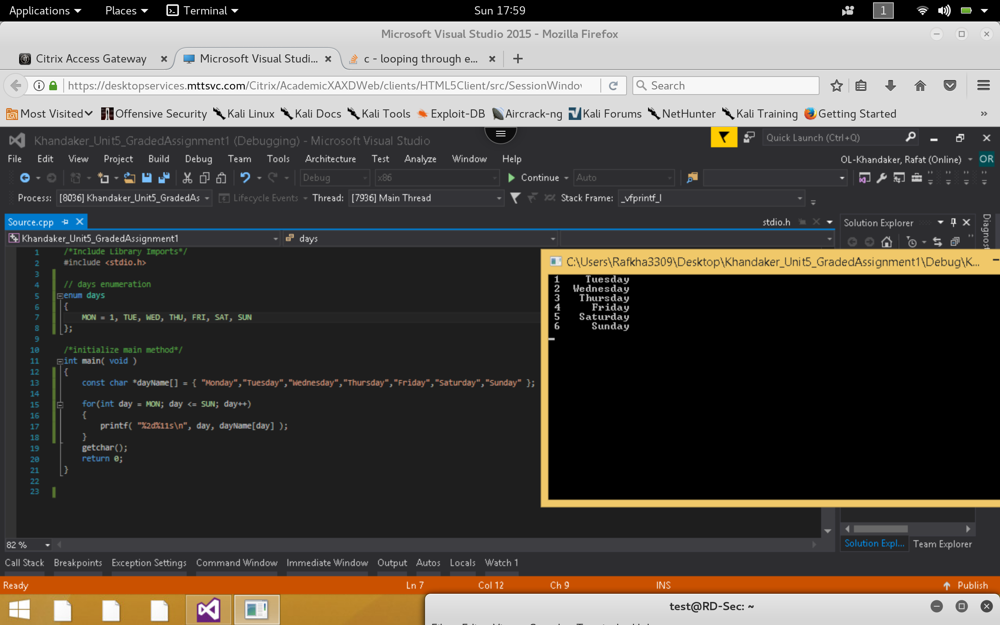 Applications Places Terminal Sun 17:59 1
Microsoft Visual Studio 2015 - Mozilla Firefox
Citrix Access Gateway Microsoft Visual Studi... c - looping through e...
https://desktopservices.mttsvc.com/Citrix/AcademicXAXDWeb/clients/HTML5Client/src/SessionWindow Search
Most Visited Offensive Security Kali Linux Kali Docs Kali Tools Exploit-DB Aircrack-ng Kali Forums NetHunter Kali Training Getting Started »
Khandaker_Unit5_GradedAssignment1 (Debugging) - Microsoft Visual Studio Quick Launch (Ctrl+Q)
File Edit View Project Build Debug Team Tools Architecture Test Analyze Window Help OL-Khandaker, Rafat (Online) OR
Debug x86 Continue Auto
Process: [8036] Khandaker_Unit5_GradedAs Lifecycle Events Thread: [7936] Main Thread Stack Frame: _vfprintf_l
Source.cpp stdio.h Solution Explorer Diagnost
Khandaker_Unit5_GradedAssignment1 days
1 /*Include Library Imports*/
2 #include <stdio.h>
3
4 // days enumeration
5 enum days
6 {
7 MON = 1, TUE, WED, THU, FRI, SAT, SUN
8 };
9
10 /*initialize main method*/
11 int main( void )
12 {
13 const char *dayName[] = { "Monday","Tuesday","Wednesday","Thursday","Friday","Saturday","Sunday" };
14
15 for(int day = MON; day <= SUN; day++)
16 {
17 printf( "%2d%11s\n", day, dayName[day] );
18 }
19 getchar();
20 return 0;
21 }
22
23
C:\Users\Rafkha3309\Desktop\Khandaker_Unit5_GradedAssignment1\Debug\K...
1 Tuesday
2 Wednesday
3 Thursday
4 Friday
5 Saturday
6 Sunday
82 %
Solution Expl... Team Explorer
Call Stack Breakpoints Exception Settings Command Window Immediate Window Output Autos Locals Watch 1
Ready Ln 7 Col 12 Ch 9 INS Publish
test@RD-Sec: ~